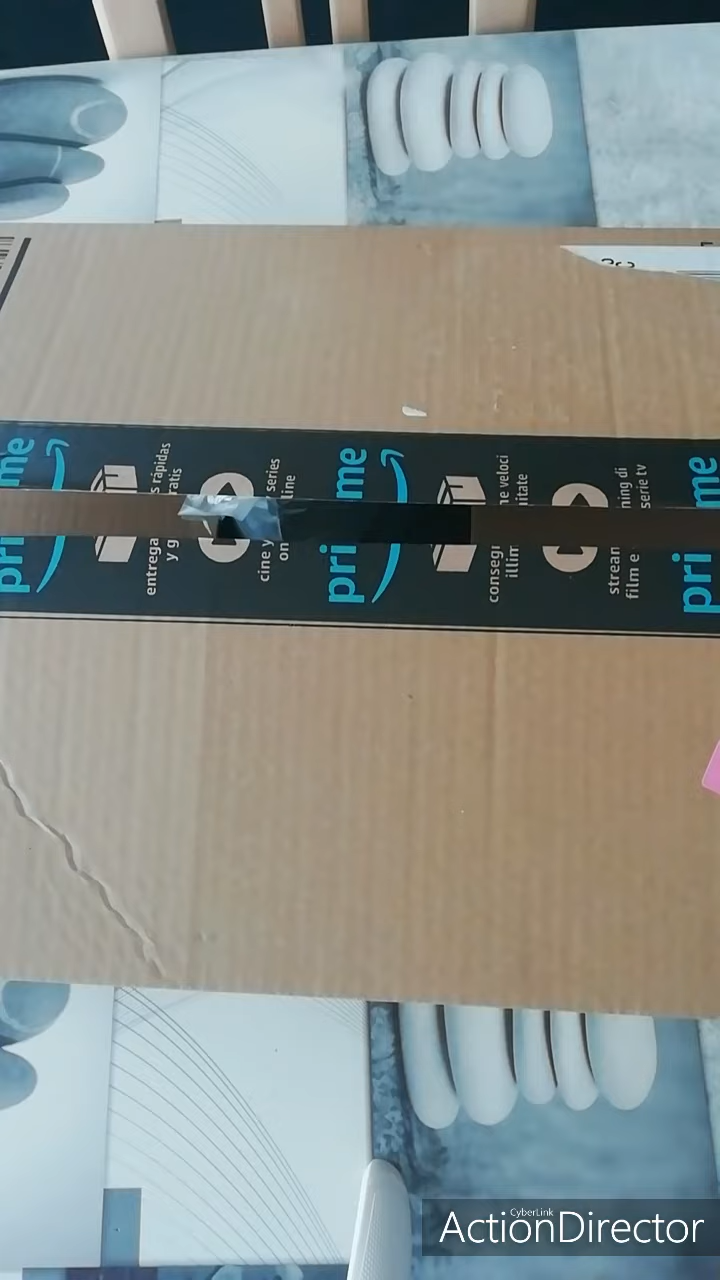 prime
entrega s rápidas
y g ratis
cine y series
on line
prime
consegn ne veloci
illim itate
stream ning di
film e serie tv
prime
CyberLink
ActionDirector